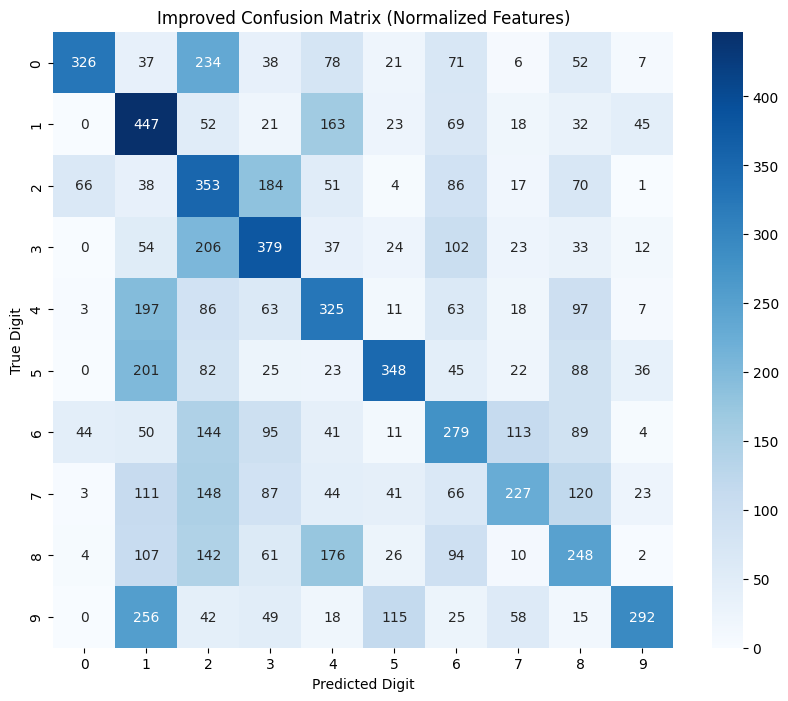 Improved Confusion Matrix (Normalized Features)
0 326 37 234 38 78 21 71 6 52 7
1 0 447 52 21 163 23 69 18 32 45
2 66 38 353 184 51 4 86 17 70 1
3 0 54 206 379 37 24 102 23 33 12
4 3 197 86 63 325 11 63 18 97 7
5 0 201 82 25 23 348 45 22 88 36
6 44 50 144 95 41 11 279 113 89 4
7 3 111 148 87 44 41 66 227 120 23
8 4 107 142 61 176 26 94 10 248 2
9 0 256 42 49 18 115 25 58 15 292
0 1 2 3 4 5 6 7 8 9
Predicted Digit
True Digit
400
350
300
250
200
150
100
50
0